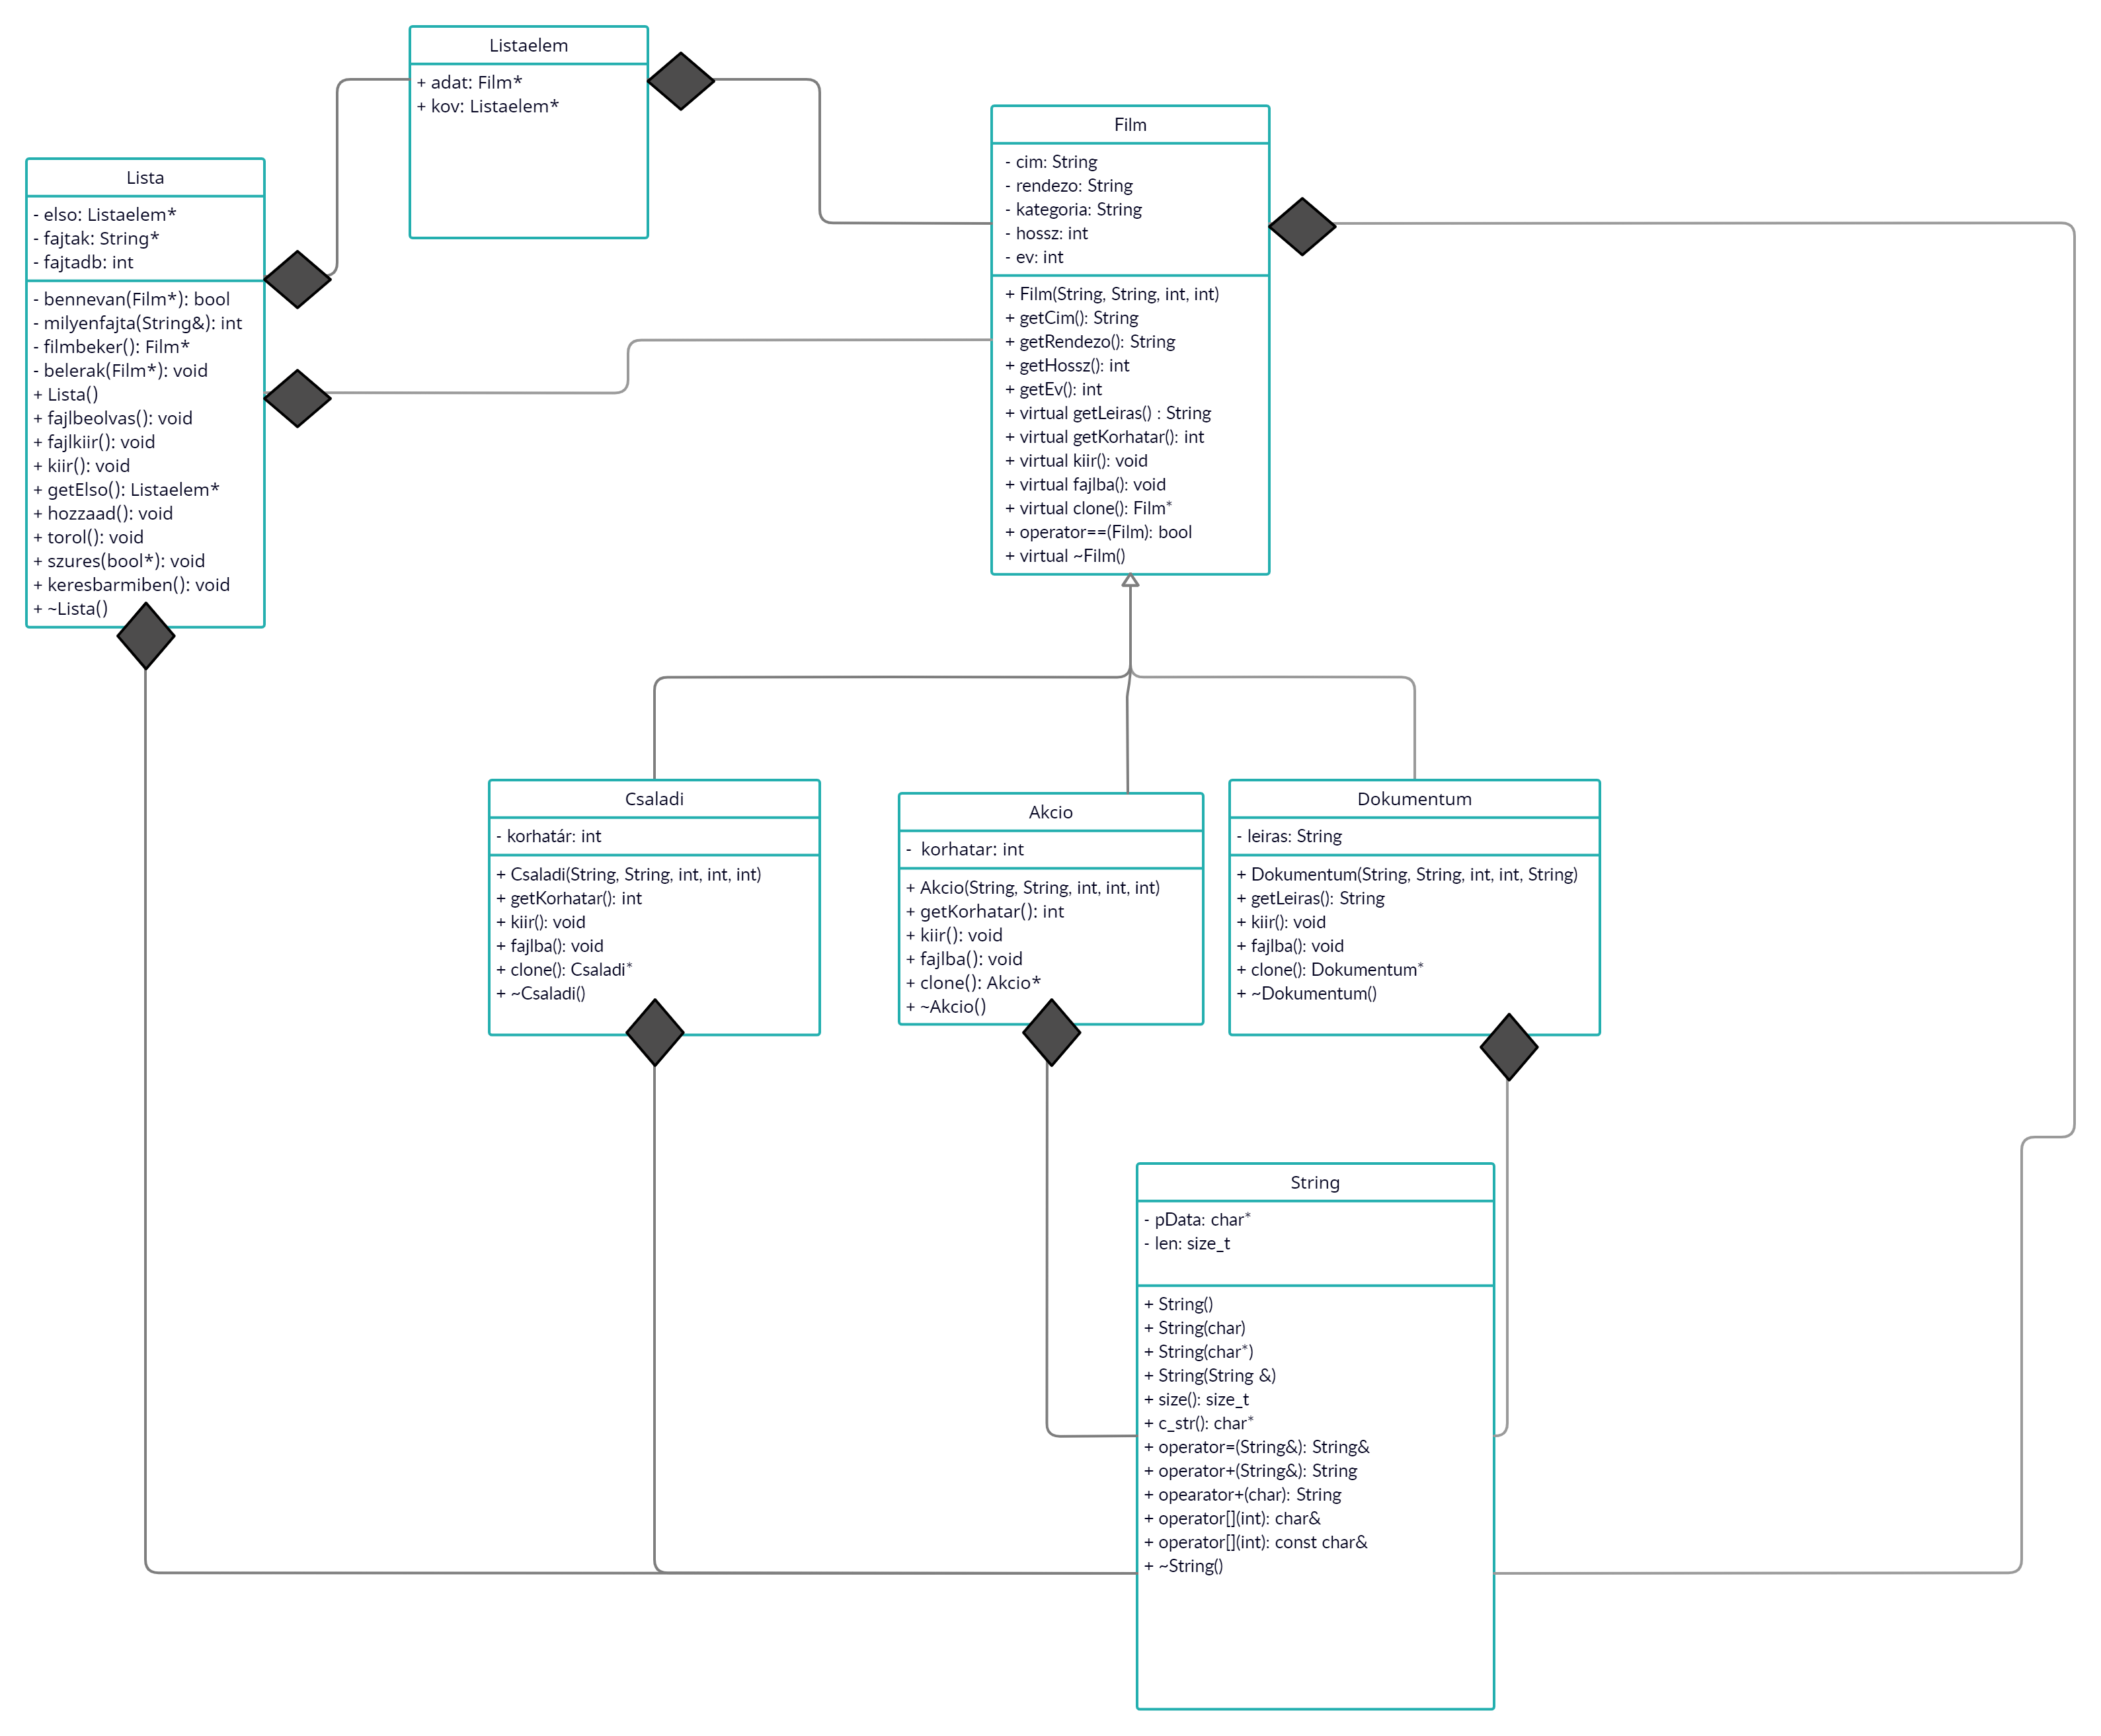 Listaelem
+ adat: Film*
+ kov: Listaelem*
Film
- cim: String
- rendezo: String
- kategoria: String
- hossz: int
- ev: int
+ Film(String, String, int, int)
+ getCim(): String
+ getRendezo(): String
+ getHossz(): int
+ getEv(): int
+ virtual getLeiras() : String
+ virtual getKorhatar(): int
+ virtual kiir(): void
+ virtual fajlba(): void
+ virtual clone(): Film*
+ operator==(Film): bool
+ virtual ~Film()
Lista
- elso: Listaelem*
- fajtak: String*
- fajtadb: int
- bennevan(Film*): bool
- milyenfajta(String&): int
- filmbeker(): Film*
- belerak(Film*): void
+ Lista()
+ fajlbeolvas(): void
+ fajlkiir(): void
+ kiir(): void
+ getElso(): Listaelem*
+ hozzaad(): void
+ torol(): void
+ szures(bool*): void
+ keresbarmiben(): void
+ ~Lista()
Csaladi
- korhatár: int
+ Csaladi(String, String, int, int, int)
+ getKorhatar(): int
+ kiir(): void
+ fajlba(): void
+ clone(): Csaladi*
+ ~Csaladi()
Akcio
- korhatar: int
+ Akcio(String, String, int, int, int)
+ getKorhatar(): int
+ kiir(): void
+ fajlba(): void
+ clone(): Akcio*
+ ~Akcio()
Dokumentum
- leiras: String
+ Dokumentum(String, String, int, int, String)
+ getLeiras(): String
+ kiir(): void
+ fajlba(): void
+ clone(): Dokumentum*
+ ~Dokumentum()
String
- pData: char*
- len: size_t
+ String()
+ String(char)
+ String(char*)
+ String(String &)
+ size(): size_t
+ c_str(): char*
+ operator=(String&): String&
+ operator+(String&): String
+ opearator+(char): String
+ operator[](int): char&
+ operator[](int): const char&
+ ~String()